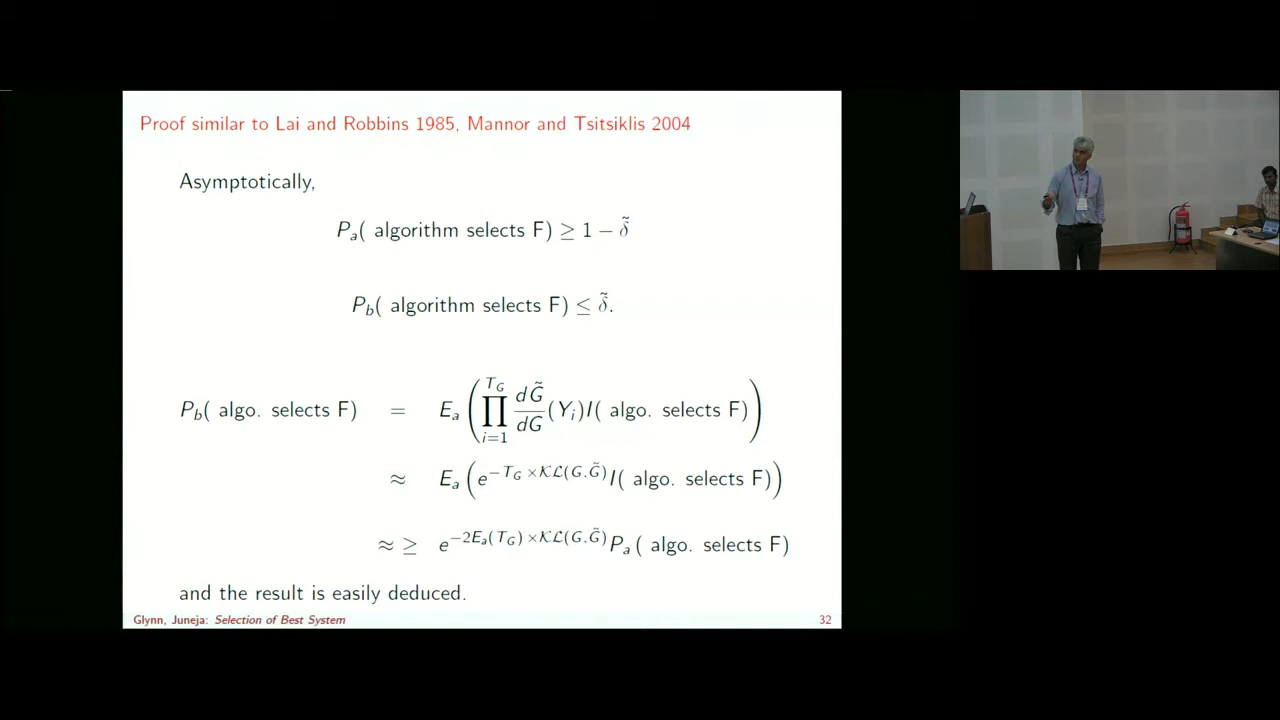 Proof similar to Lai and Robbins 1985, Mannor and Tsitsiklis 2004
Asymptotically,
P_a( algorithm selects F) ≥ 1 − δ̃
P_b( algorithm selects F) ≤ δ̃.
P_b( algo. selects F) = E_a (∏_{i=1}^{T_G} dG̃/dG (Y_i)I( algo. selects F))
≈ E_a (e^{−T_G×𝒦ℒ(G,G̃)}I( algo. selects F))
≈ ≥ e^{−2E_a(T_G)×𝒦ℒ(G,G̃)}P_a( algo. selects F)
and the result is easily deduced.
Glynn, Juneja: Selection of Best System 32